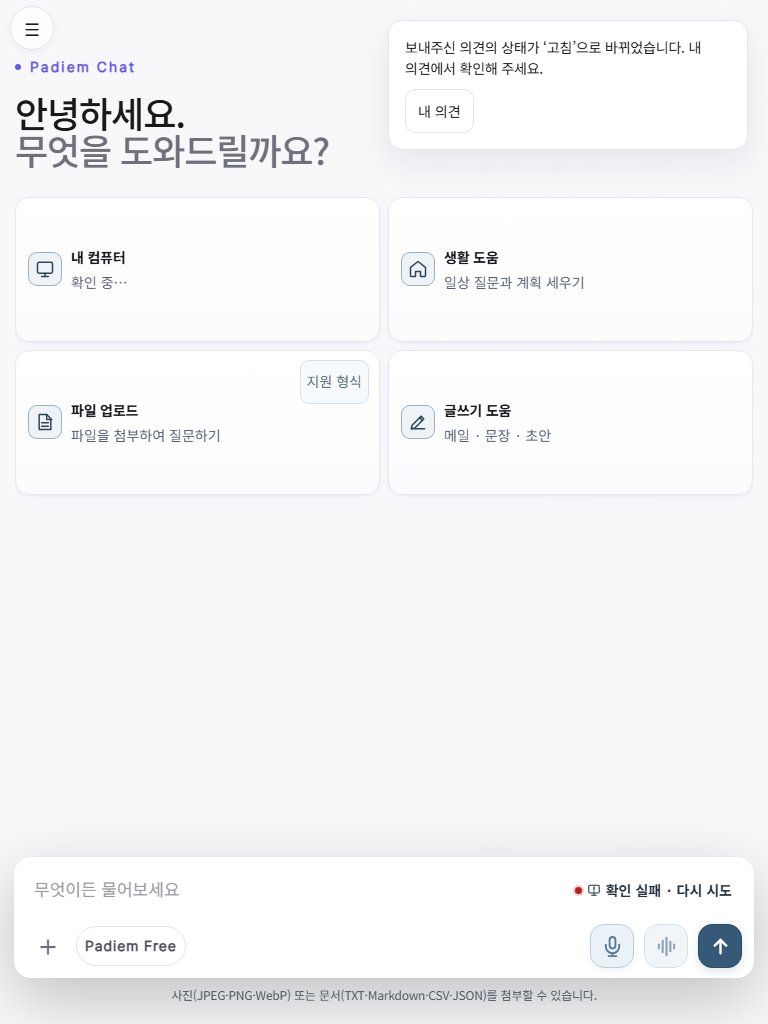 Padiem Chat
안녕하세요.
무엇을 도와드릴까요?
보내주신 의견의 상태가 ‘고침’으로 바뀌었습니다. 내
의견에서 확인해 주세요.
내 의견
내 컴퓨터
확인 중…
생활 도움
일상 질문과 계획 세우기
지원 형식
파일 업로드
파일을 첨부하여 질문하기
글쓰기 도움
메일 · 문장 · 초안
무엇이든 물어보세요
확인 실패 · 다시 시도
Padiem Free
사진(JPEG·PNG·WebP) 또는 문서(TXT·Markdown·CSV·JSON)를 첨부할 수 있습니다.